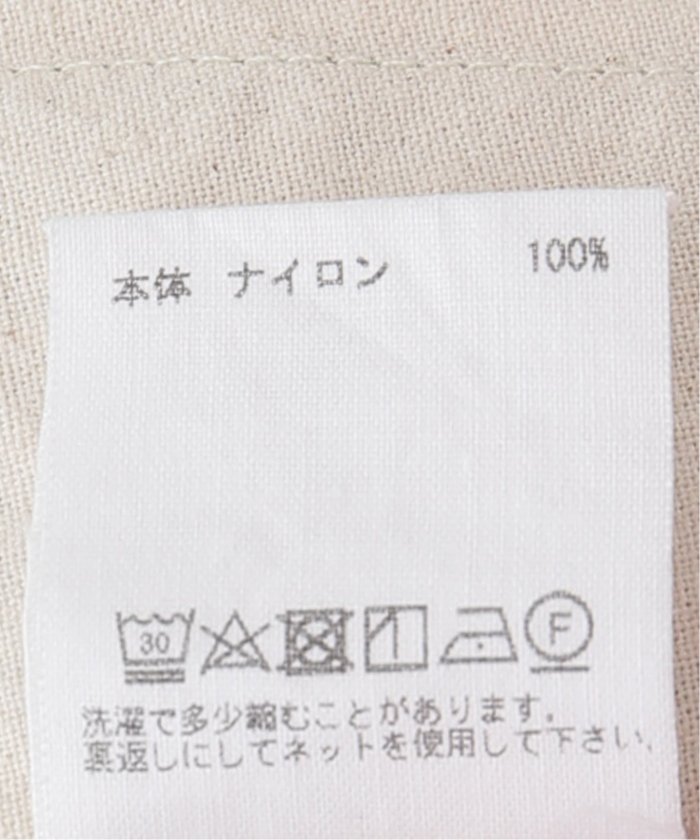 本体 ナイロン 100%
30 F
洗濯で多少縮むことがあります。
裏返しにしてネットを使用して下さい。